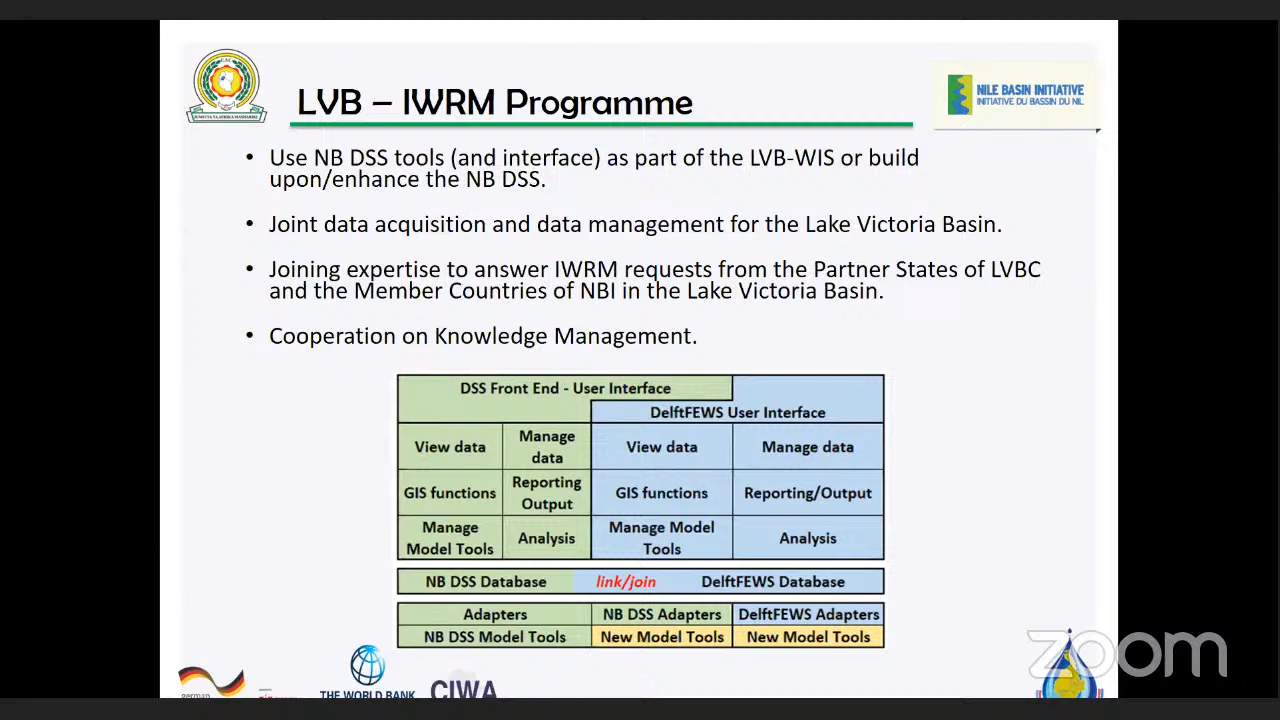 LVB – IWRM Programme
NILE BASIN INITIATIVE
INITIATIVE DU BASSIN DU NIL
• Use NB DSS tools (and interface) as part of the LVB-WIS or build
upon/enhance the NB DSS.
• Joint data acquisition and data management for the Lake Victoria Basin.
• Joining expertise to answer IWRM requests from the Partner States of LVBC
and the Member Countries of NBI in the Lake Victoria Basin.
• Cooperation on Knowledge Management.
DSS Front End - User Interface
DelftFEWS User Interface
View data Manage data View data Manage data
GIS functions Reporting Output GIS functions Reporting/Output
Manage Model Tools Analysis Manage Model Tools Analysis
NB DSS Database link/join DelftFEWS Database
Adapters NB DSS Adapters DelftFEWS Adapters
NB DSS Model Tools New Model Tools New Model Tools
german
THE WORLD BANK
CIWA
zoom